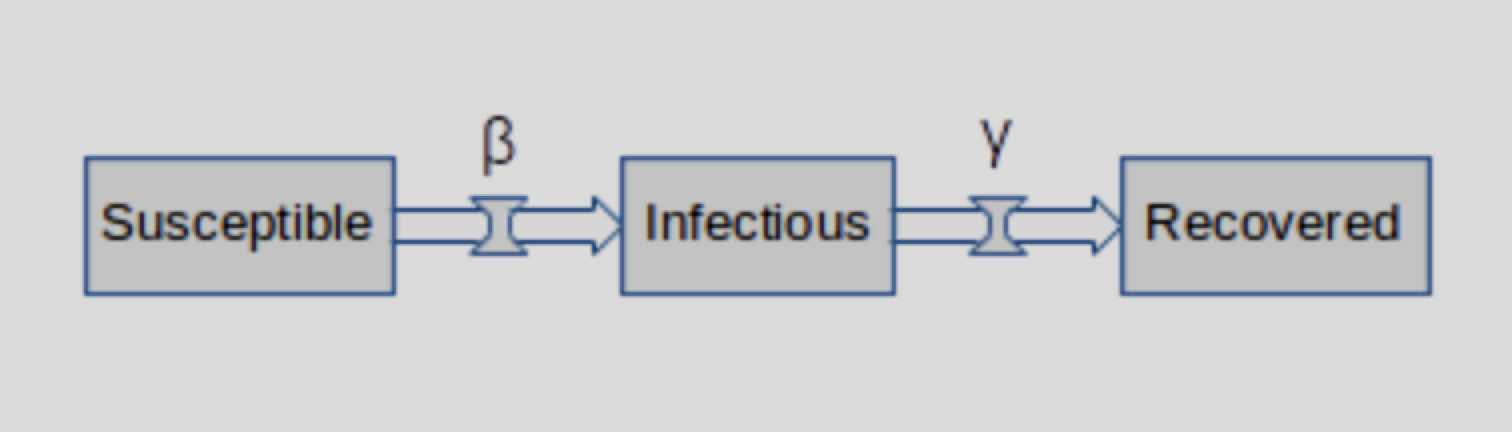 β
γ
Susceptible
Infectious
Recovered